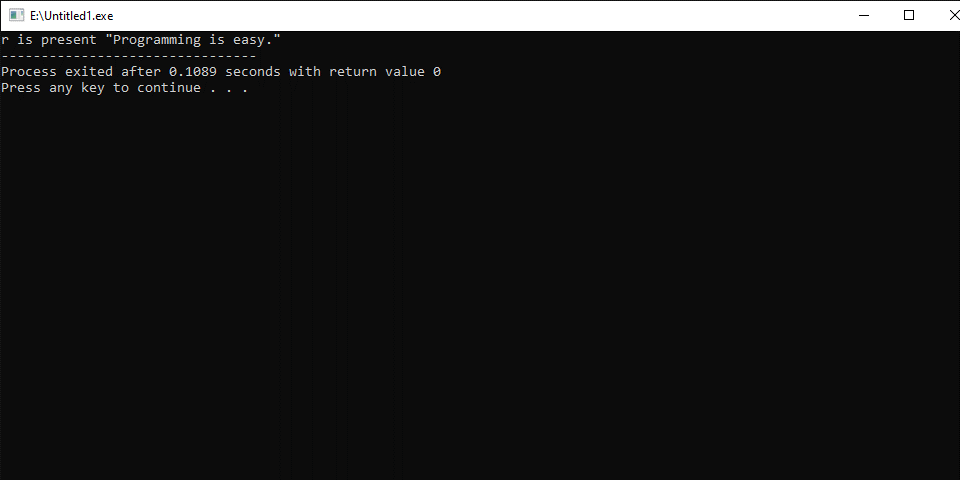 E:\Untitled1.exe
r is present "Programming is easy."
--------------------------------
Process exited after 0.1089 seconds with return value 0
Press any key to continue . . .